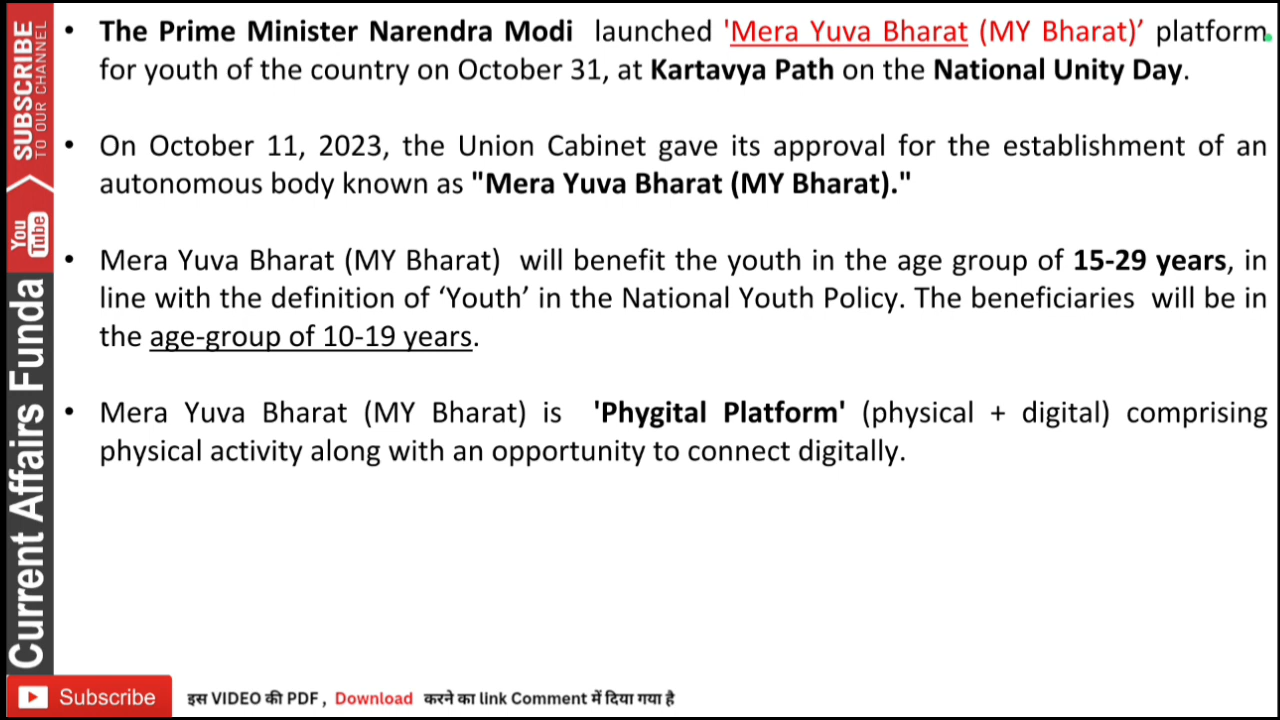 • The Prime Minister Narendra Modi launched 'Mera Yuva Bharat (MY Bharat)’ platform
for youth of the country on October 31, at Kartavya Path on the National Unity Day.
• On October 11, 2023, the Union Cabinet gave its approval for the establishment of an
autonomous body known as "Mera Yuva Bharat (MY Bharat)."
• Mera Yuva Bharat (MY Bharat) will benefit the youth in the age group of 15-29 years, in
line with the definition of ‘Youth’ in the National Youth Policy. The beneficiaries will be in
the age-group of 10-19 years.
• Mera Yuva Bharat (MY Bharat) is 'Phygital Platform' (physical + digital) comprising
physical activity along with an opportunity to connect digitally.
SUBSCRIBE
TO OUR CHANNEL
You
Tube
Current Affairs Funda
Subscribe
इस VIDEO की PDF , Download करने का link Comment में दिया गया है